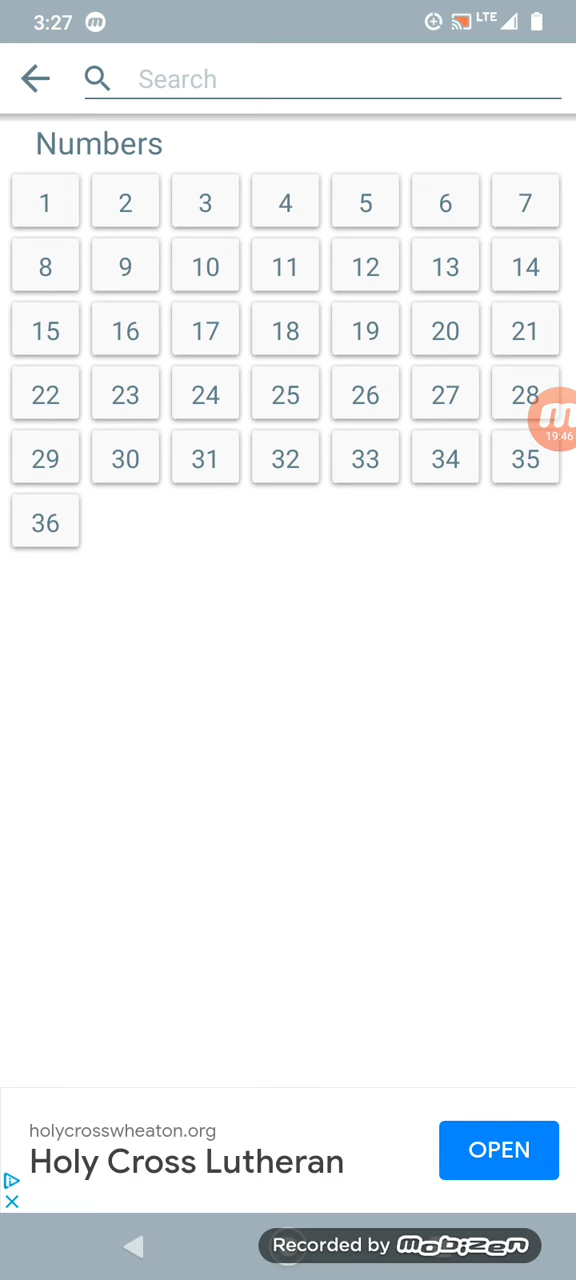 3:27 m LTE
Search
Numbers
1 2 3 4 5 6 7
8 9 10 11 12 13 14
15 16 17 18 19 20 21
22 23 24 25 26 27 28
29 30 31 32 33 34 35
19:46
36
holycrosswheaton.org
Holy Cross Lutheran
OPEN
Recorded by mobizen